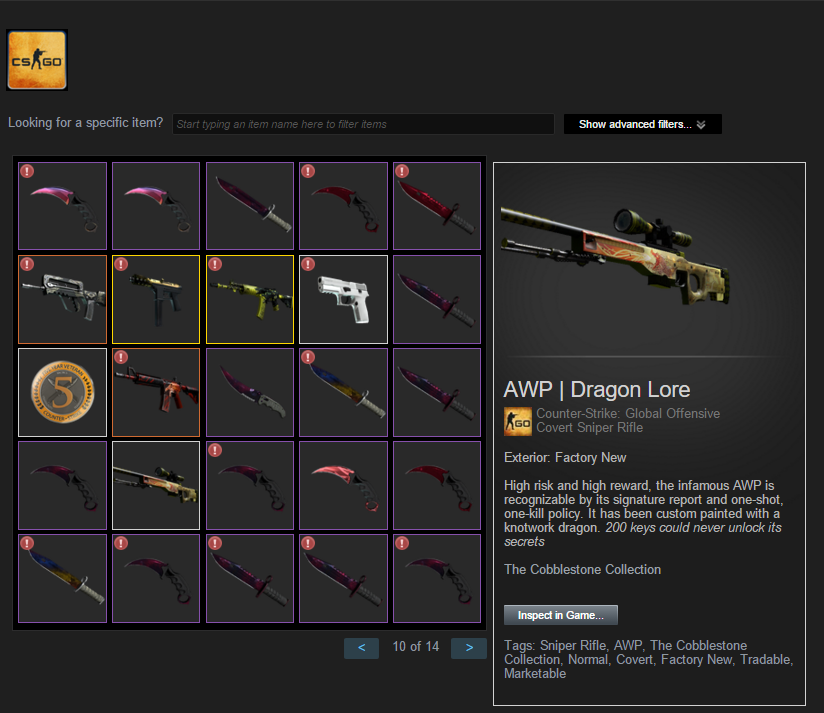 CS GO
Looking for a specific item?
Start typing an item name here to filter items
Show advanced filters...
5
AWP | Dragon Lore
GO
Counter-Strike: Global Offensive
Covert Sniper Rifle
Exterior: Factory New
High risk and high reward, the infamous AWP is
recognizable by its signature report and one-shot,
one-kill policy. It has been custom painted with a
knotwork dragon. 200 keys could never unlock its
secrets
The Cobblestone Collection
Inspect in Game...
Tags: Sniper Rifle, AWP, The Cobblestone
Collection, Normal, Covert, Factory New, Tradable,
Marketable
< 10 of 14 >